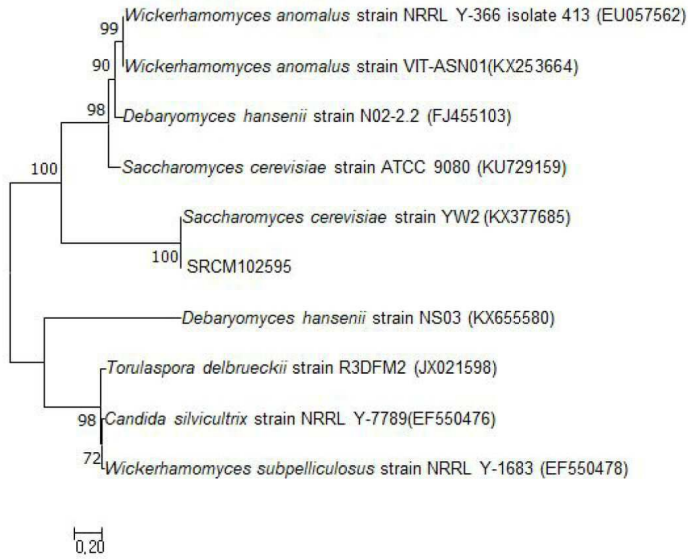 99
Wickerhamomyces anomalus strain NRRL Y-366 isolate 413 (EU057562)
90
Wickerhamomyces anomalus strain VIT-ASN01(KX253664)
98
Debaryomyces hansenii strain N02-2.2 (FJ455103)
100
Saccharomyces cerevisiae strain ATCC 9080 (KU729159)
Saccharomyces cerevisiae strain YW2 (KX377685)
100
SRCM102595
Debaryomyces hansenii strain NS03 (KX655580)
Torulaspora delbrueckii strain R3DFM2 (JX021598)
98
Candida silvicultrix strain NRRL Y-7789(EF550476)
72
Wickerhamomyces subpelliculosus strain NRRL Y-1683 (EF550478)
0,20